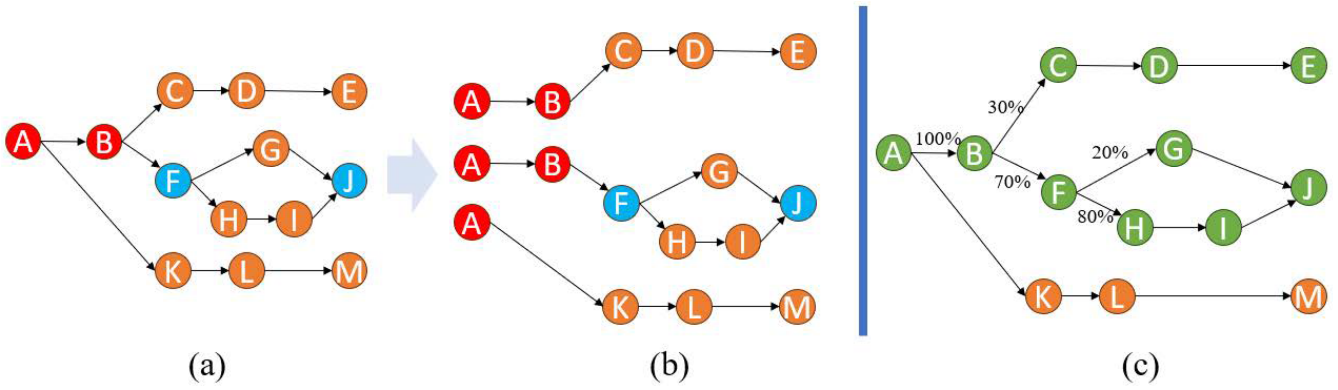 C D E
A B G
F J
H I
K L M
(a)
C D E
A B
A B G
F J
A H I
K L M
(b)
C D E
30%
A 100% B 20% G
70% F J
80% H I
K L M
(c)